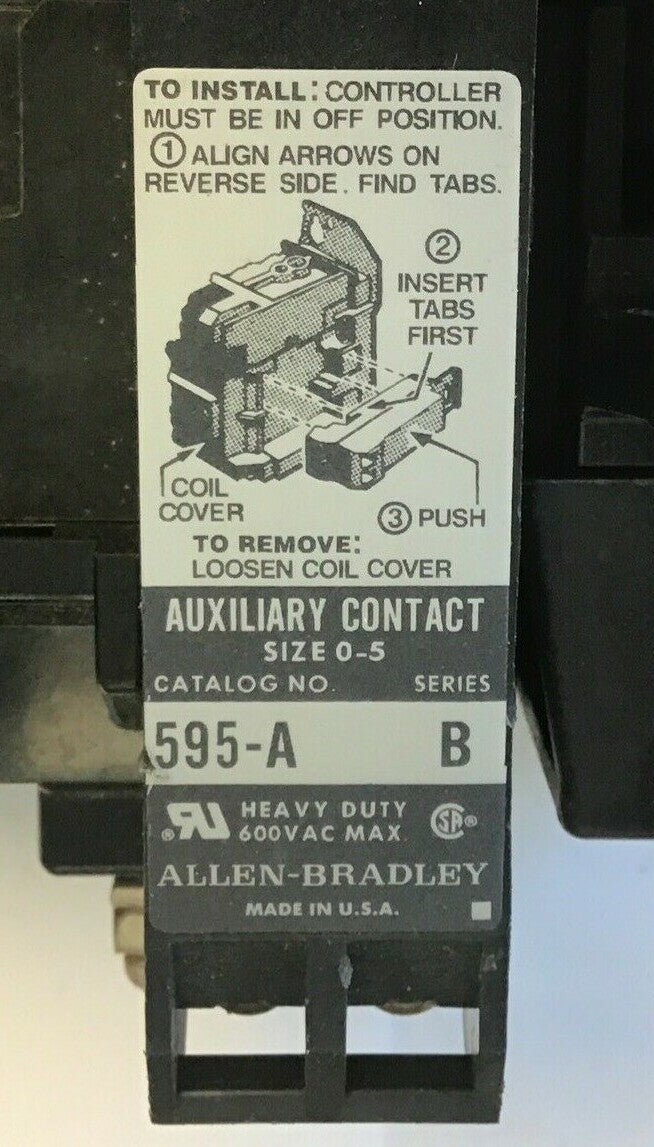 TO INSTALL: CONTROLLER
MUST BE IN OFF POSITION.
① ALIGN ARROWS ON
REVERSE SIDE. FIND TABS.
②
INSERT
TABS
FIRST
COIL
COVER
③ PUSH
TO REMOVE:
LOOSEN COIL COVER
AUXILIARY CONTACT
SIZE 0-5
CATALOG NO. SERIES
595-A B
HEAVY DUTY
600VAC MAX
ALLEN-BRADLEY
MADE IN U.S.A.